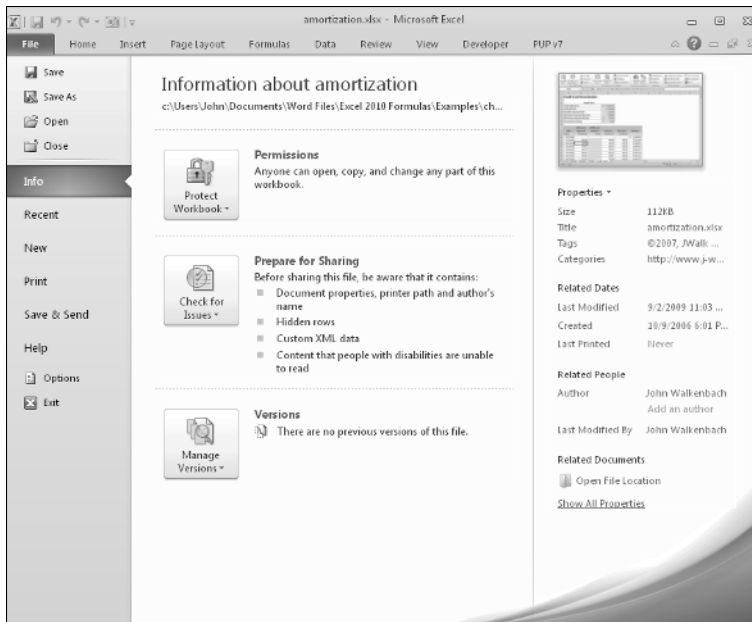 amortization.xlsx - Microsoft Excel
File Home Insert Page Layout Formulas Data Review View Developer PUP v7
Save
Save As
Open
Close
Info
Recent
New
Print
Save & Send
Help
Options
Exit
Information about amortization
c:\Users\John\Documents\Word Files\Excel 2010 Formulas\Examples\ch...
Protect
Workbook
Permissions
Anyone can open, copy, and change any part of this
workbook.
Check for
Issues
Prepare for Sharing
Before sharing this file, be aware that it contains:
Document properties, printer path and author's
name
Hidden rows
Custom XML data
Content that people with disabilities are unable
to read
Manage
Versions
Versions
There are no previous versions of this file.
Properties
Size 112KB
Title amortization.xlsx
Tags ©2007, JWalk ...
Categories http://www.j-w...
Related Dates
Last Modified 9/2/2009 11:03 ...
Created 10/9/2006 6:01 P...
Last Printed Never
Related People
Author John Walkenbach
Add an author
Last Modified By John Walkenbach
Related Documents
Open File Location
Show All Properties